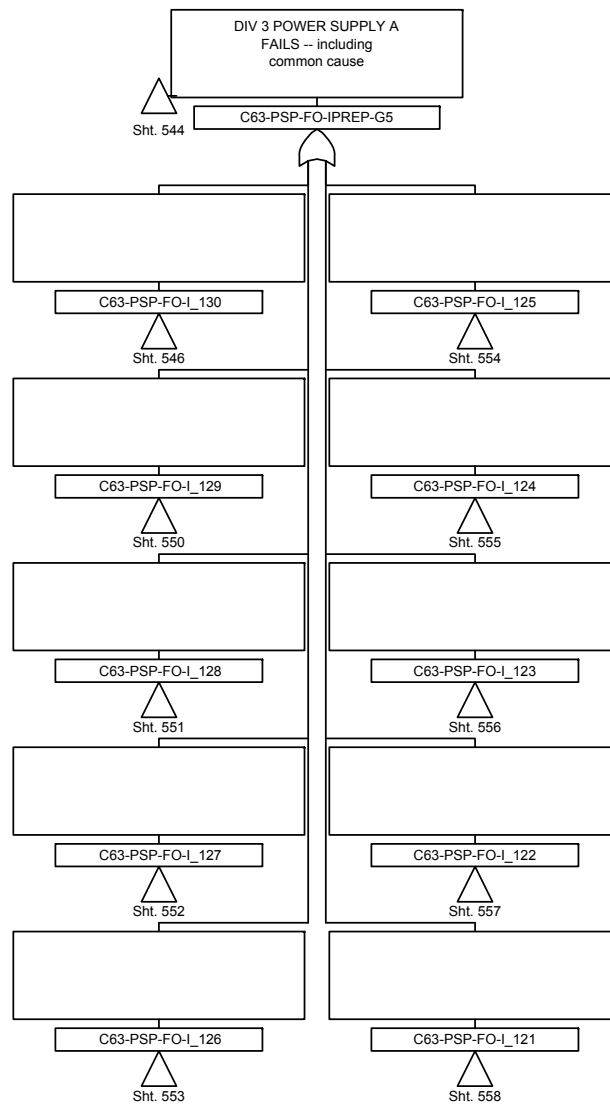 DIV 3 POWER SUPPLY A
FAILS -- including
common cause
Sht. 544
C63-PSP-FO-IPREP-G5
C63-PSP-FO-I_130
Sht. 546
C63-PSP-FO-I_125
Sht. 554
C63-PSP-FO-I_129
Sht. 550
C63-PSP-FO-I_124
Sht. 555
C63-PSP-FO-I_128
Sht. 551
C63-PSP-FO-I_123
Sht. 556
C63-PSP-FO-I_127
Sht. 552
C63-PSP-FO-I_122
Sht. 557
C63-PSP-FO-I_126
Sht. 553
C63-PSP-FO-I_121
Sht. 558